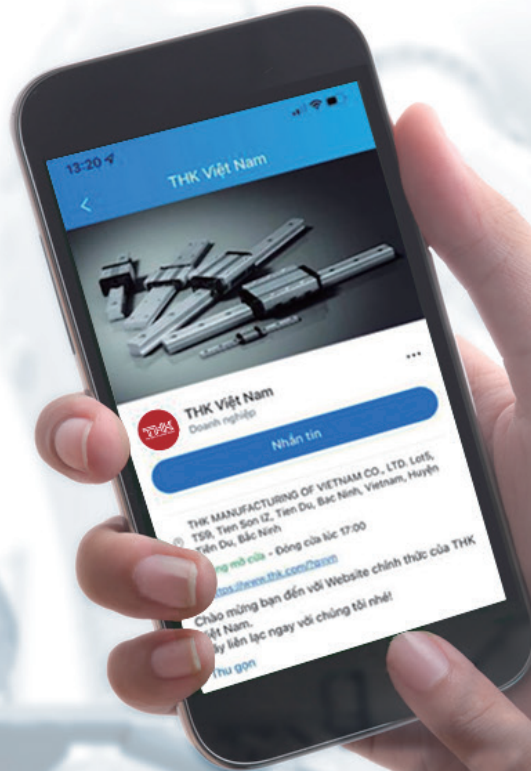 13:20
THK Việt Nam
THK
THK Việt Nam
Doanh nghiệp
Nhắn tin
THK MANUFACTURING OF VIETNAM CO., LTD. Lot5,
TS9, Tien Son IZ, Tien Du, Bac Ninh, Vietnam, Huyện
Tiên Du, Bắc Ninh
mở cửa - Đóng cửa lúc 17:00
Chào mừng bạn đến với Website chính thức của THK
Nam.
liên lạc ngay với chúng tôi nhé!
Thu gọn